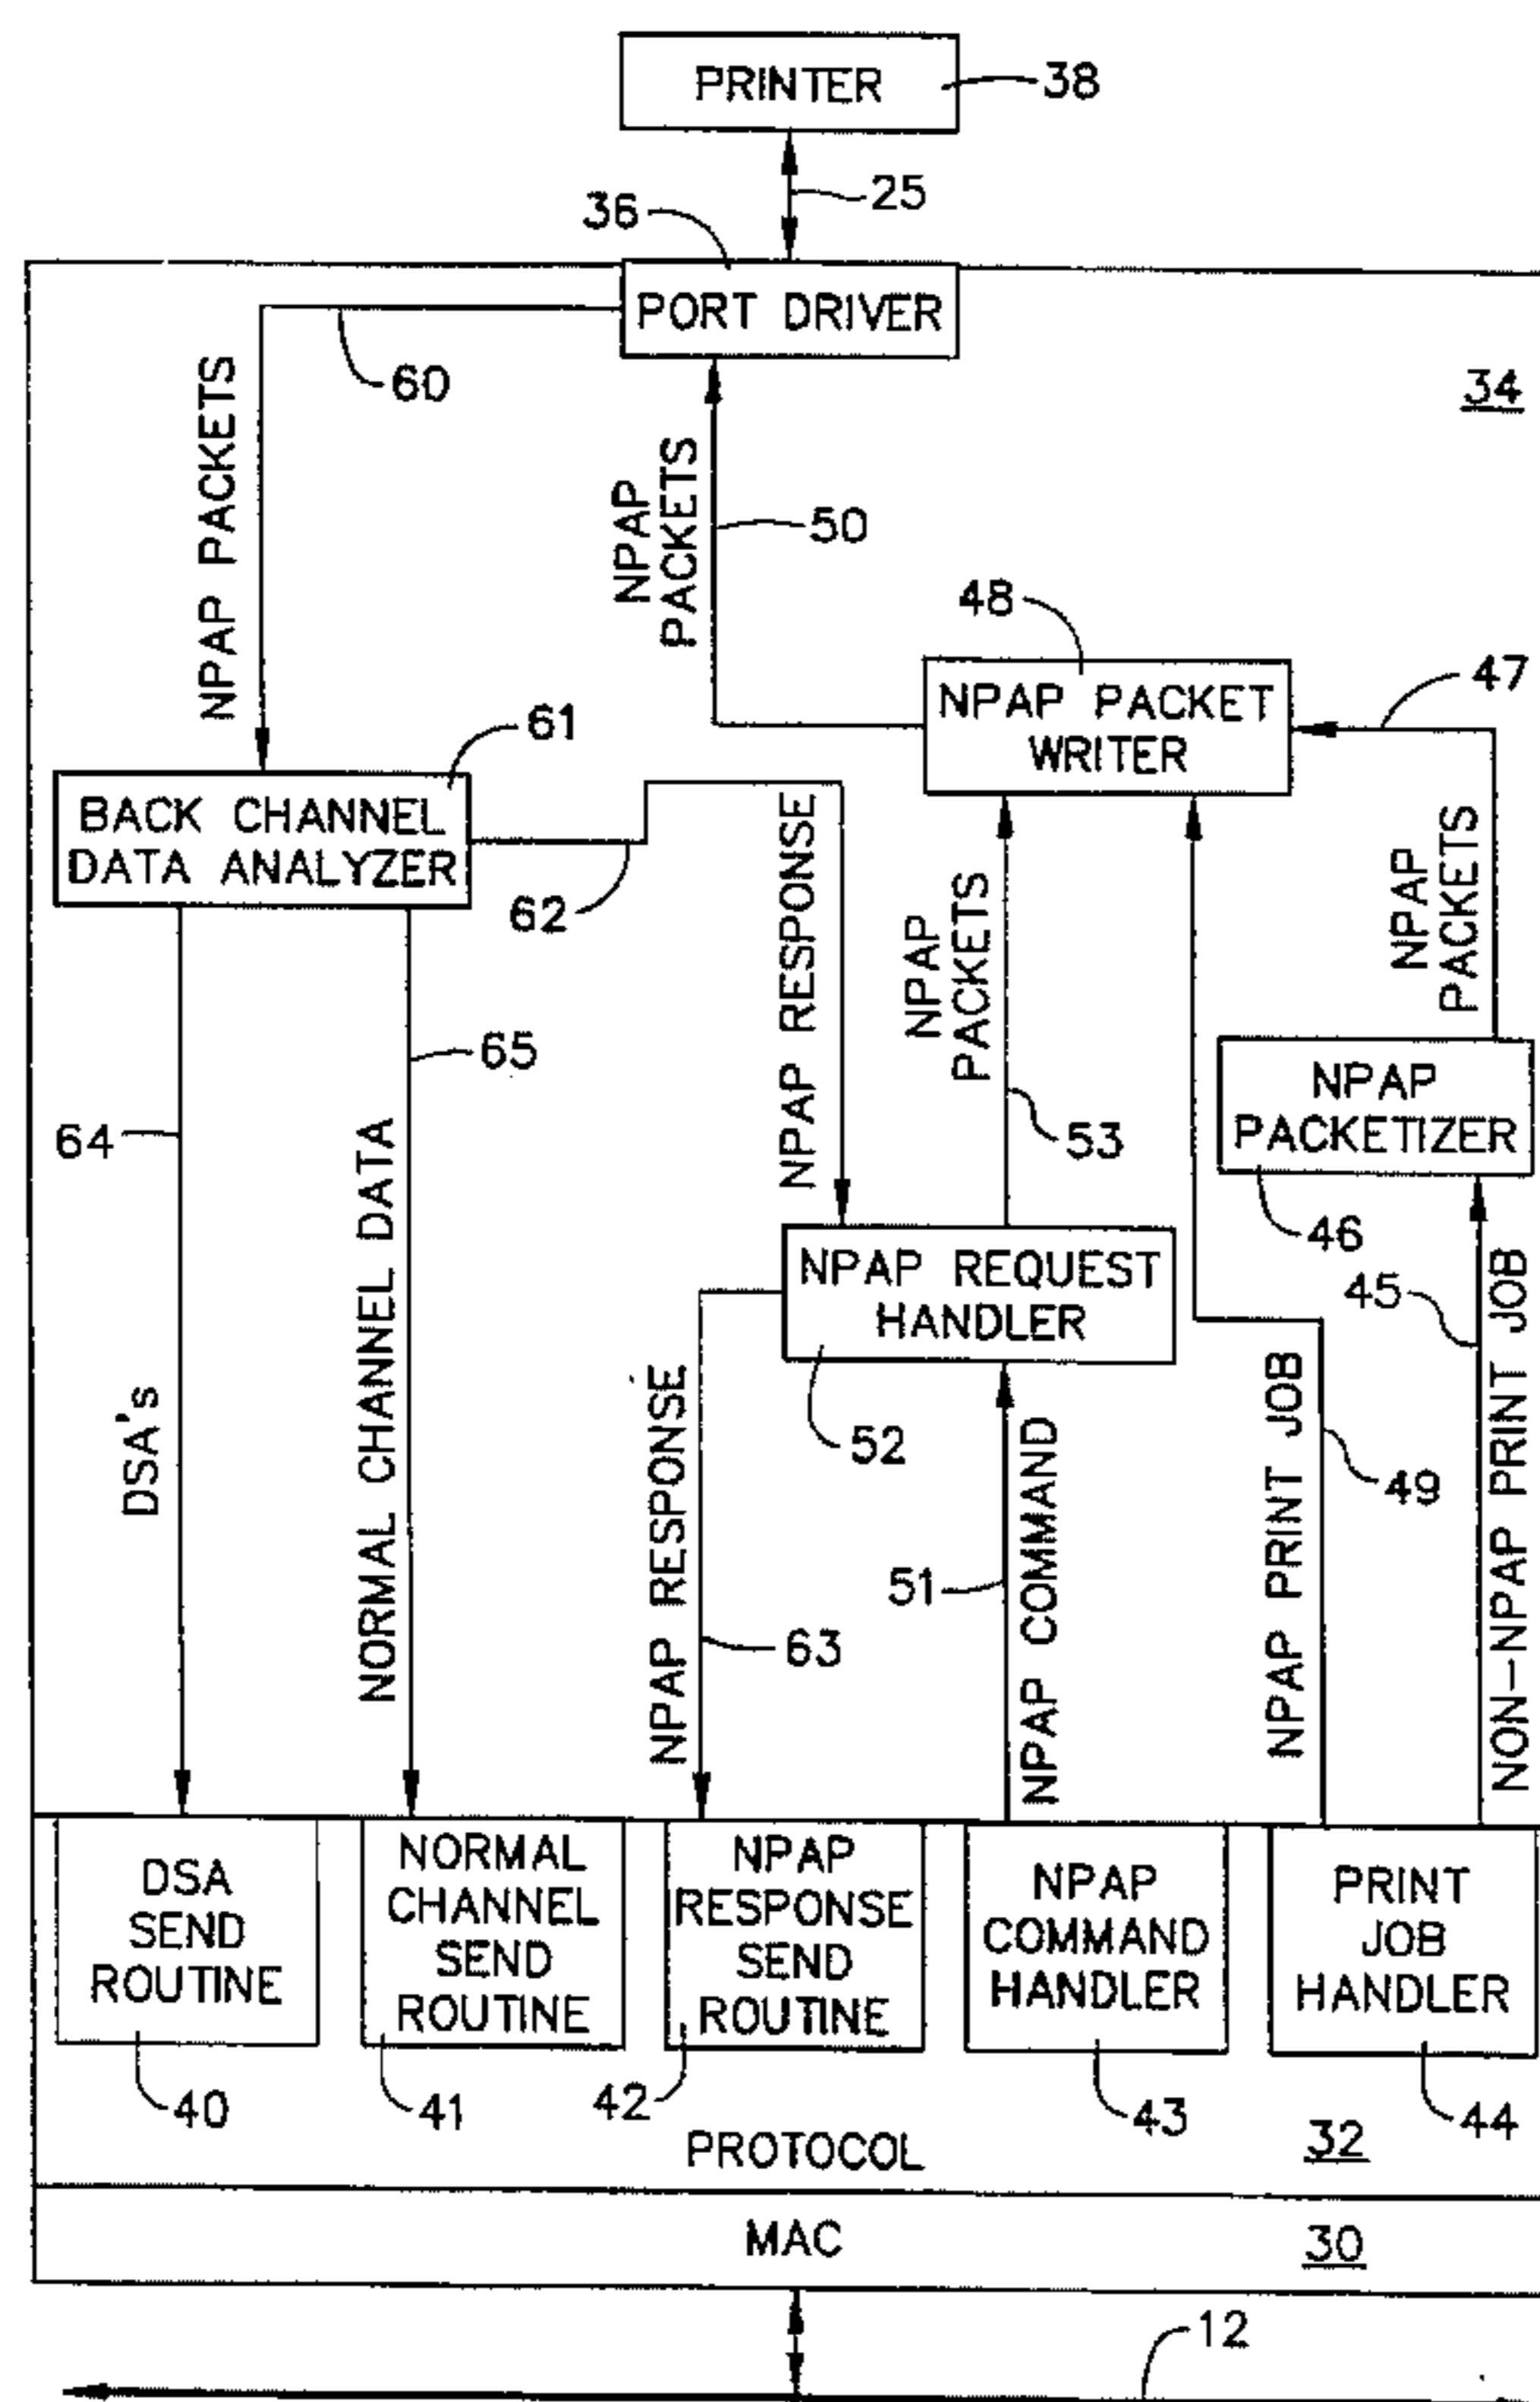 PRINTER
38
25
36
PORT DRIVER
60
34
NPAP PACKETS
NPAP
PACKETS
50
48
NPAP PACKET
WRITER
47
61
BACK CHANNEL
DATA ANALYZER
62
NPAP RESPONSE
NPAP
PACKETS
NPAP
PACKETS
65
64
53
NPAP
PACKETIZER
46
NORMAL CHANNEL DATA
DSA's
NPAP REQUEST
HANDLER
52
45
NPAP RESPONSE
63
51
NPAP COMMAND
NPAP PRINT JOB
49
NON-NPAP PRINT JOB
DSA
SEND
ROUTINE
40
NORMAL
CHANNEL
SEND
ROUTINE
41
NPAP
RESPONSE
SEND
ROUTINE
42
NPAP
COMMAND
HANDLER
43
PRINT
JOB
HANDLER
44
PROTOCOL
32
MAC
30
12